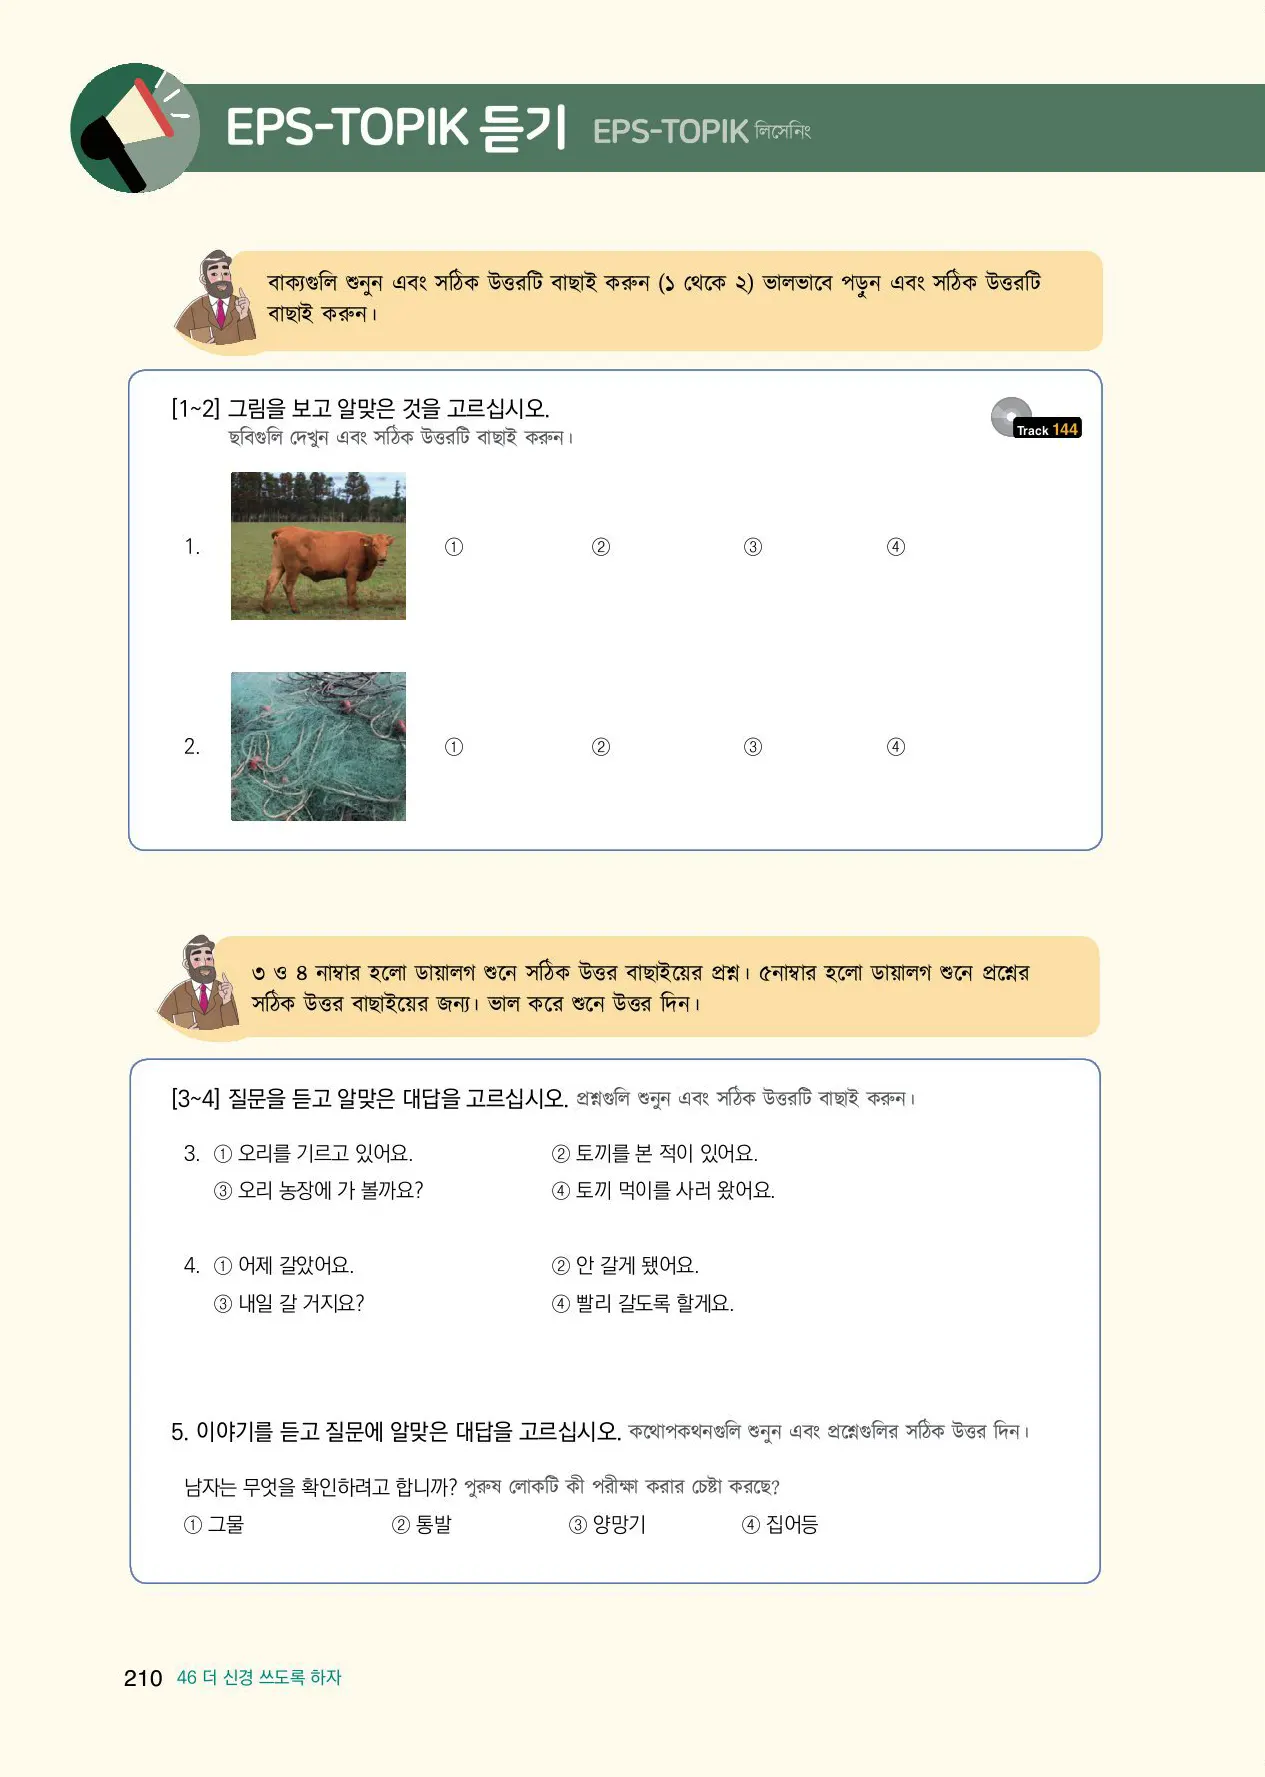 EPS-TOPIK 듣기 EPS-TOPIK লিসেনিং
বাক্যগুলি শুনুন এবং সঠিক উত্তরটি বাছাই করুন (১ থেকে ২) ভালভাবে পড়ুন এবং সঠিক উত্তরটি
বাছাই করুন।
[1~2] 그림을 보고 알맞은 것을 고르십시오.
ছবিগুলি দেখুন এবং সঠিক উত্তরটি বাছাই করুন।
Track 144
1. ① ② ③ ④
2. ① ② ③ ④
৩ ও ৪ নাম্বার হলো ডায়ালগ শুনে সঠিক উত্তর বাছাইয়ের প্রশ্ন। ৫নাম্বার হলো ডায়ালগ শুনে প্রশ্নের
সঠিক উত্তর বাছাইয়ের জন্য। ভাল করে শুনে উত্তর দিন।
[3~4] 질문을 듣고 알맞은 대답을 고르십시오. প্রশ্নগুলি শুনুন এবং সঠিক উত্তরটি বাছাই করুন।
3. ① 오리를 기르고 있어요. ② 토끼를 본 적이 있어요.
③ 오리 농장에 가 볼까요? ④ 토끼 먹이를 사러 왔어요.
4. ① 어제 갈았어요. ② 안 갈게 됐어요.
③ 내일 갈 거지요? ④ 빨리 갈도록 할게요.
5. 이야기를 듣고 질문에 알맞은 대답을 고르십시오. কথোপকথনগুলি শুনুন এবং প্রশ্নেগুলির সঠিক উত্তর দিন।
남자는 무엇을 확인하려고 합니까? পুরুষ লোকটি কী পরীক্ষা করার চেষ্টা করছে?
① 그물 ② 통발 ③ 양망기 ④ 집어등
210 46 더 신경 쓰도록 하자